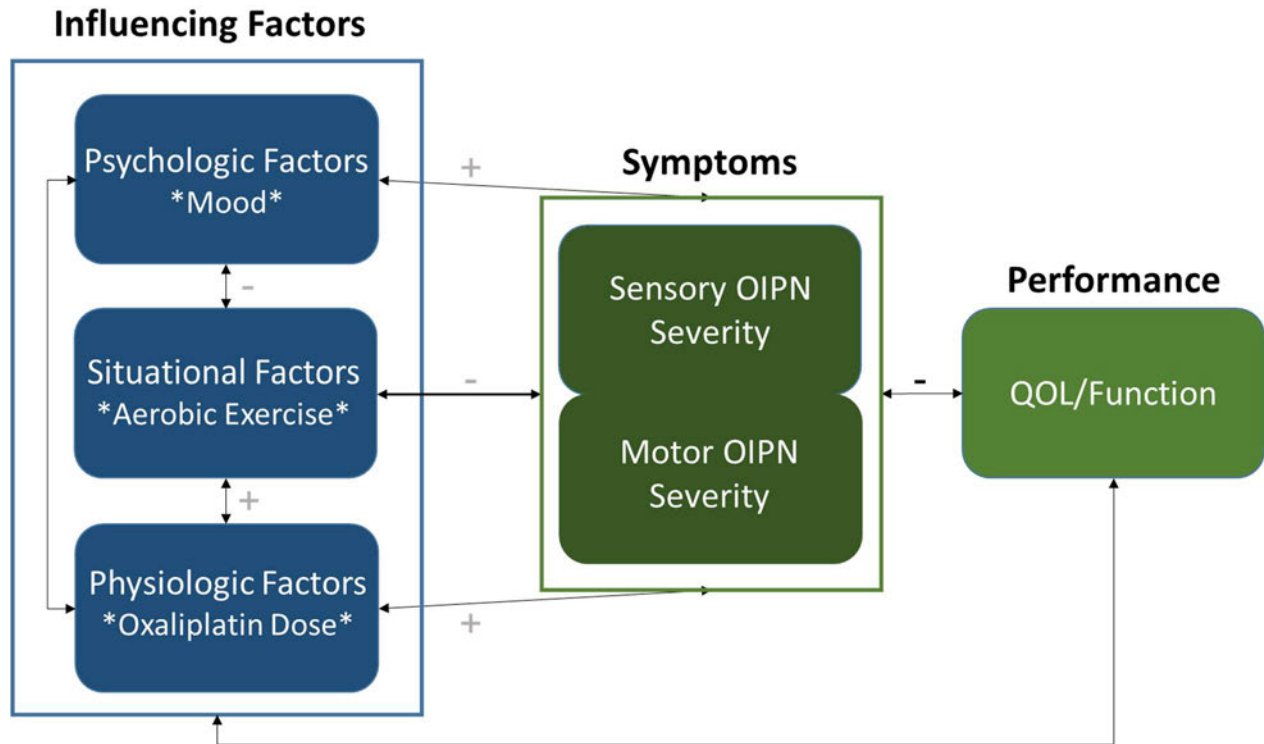 Influencing Factors
Psychologic Factors
*Mood*
-
Situational Factors
*Aerobic Exercise*
+
Physiologic Factors
*Oxaliplatin Dose*
+
-
+
Symptoms
Sensory OIPN
Severity
Motor OIPN
Severity
-
Performance
QOL/Function